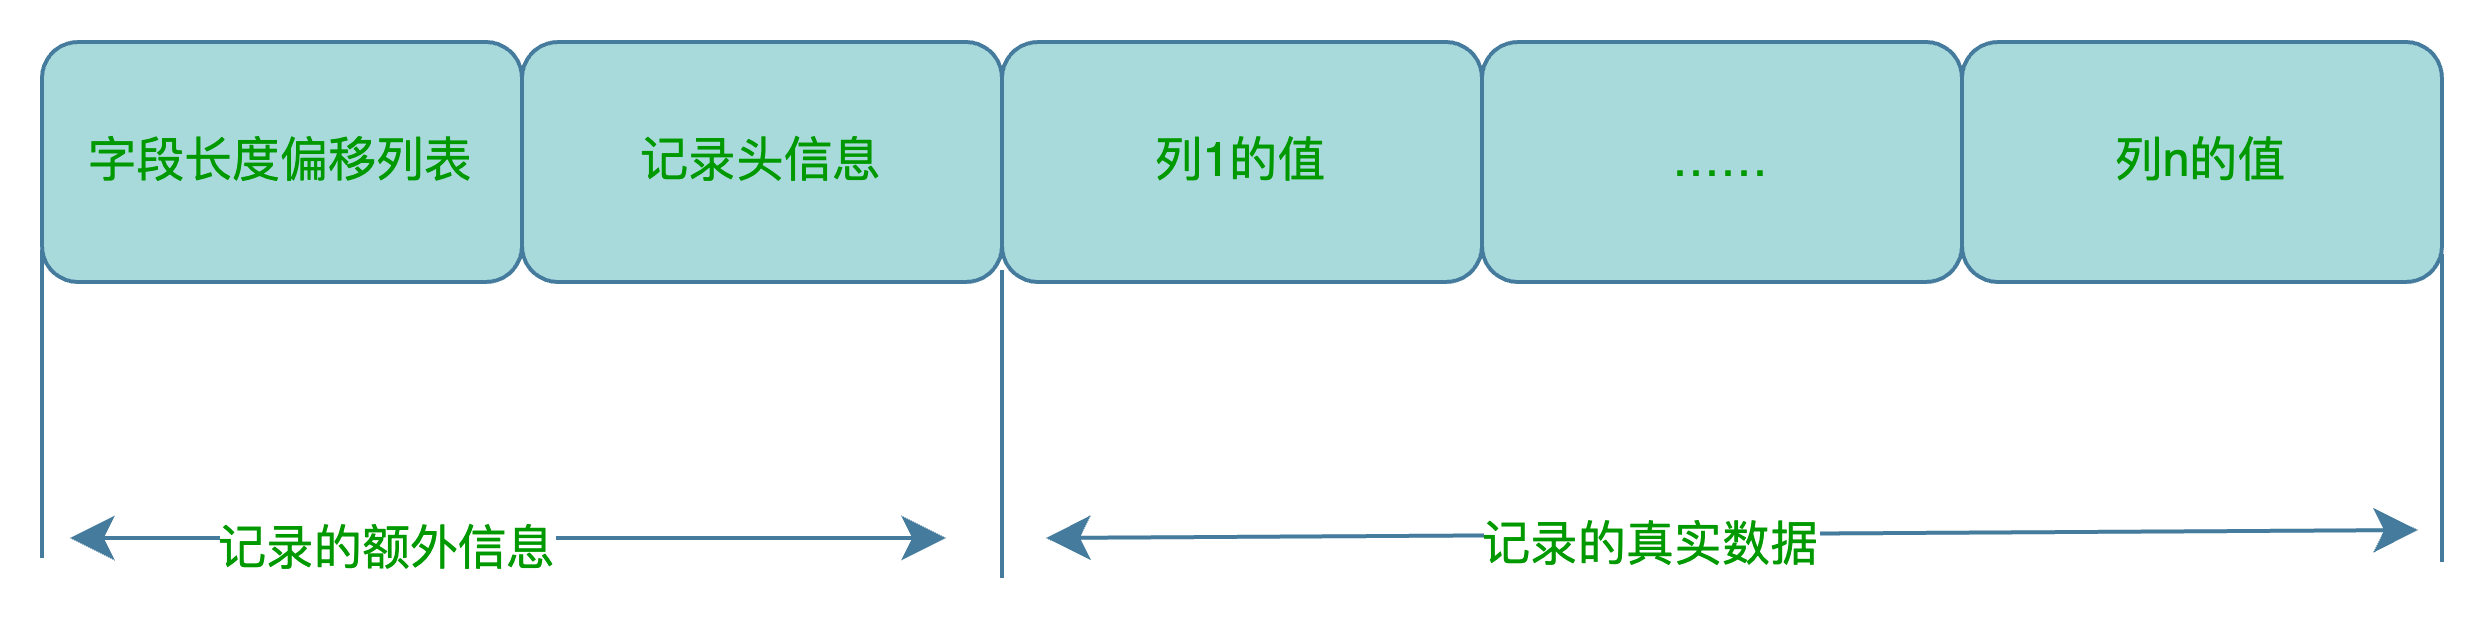 字段长度偏移列表
记录头信息
列1的值
......
列n的值
记录的额外信息
记录的真实数据